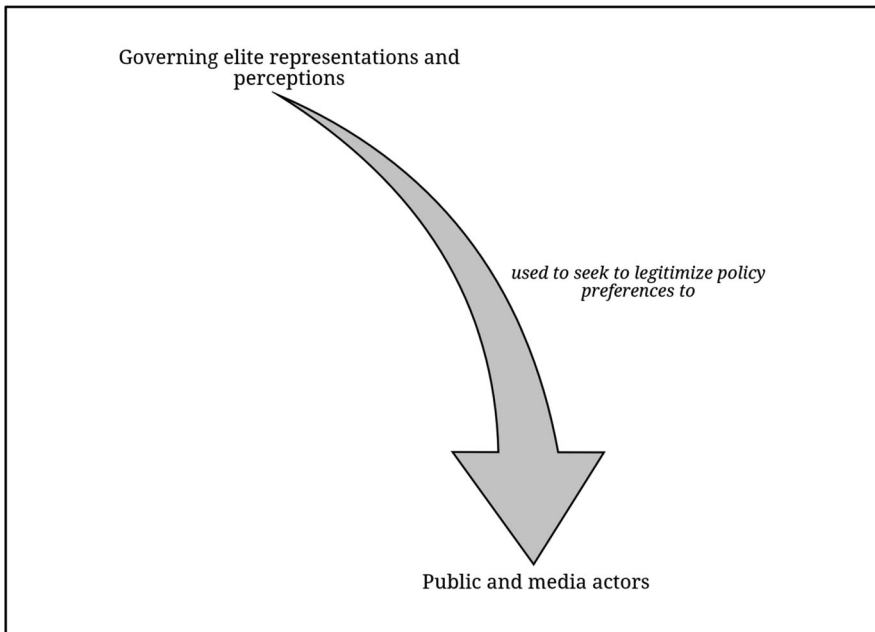 Governing elite representations and
perceptions
used to seek to legitimize policy
preferences to
Public and media actors